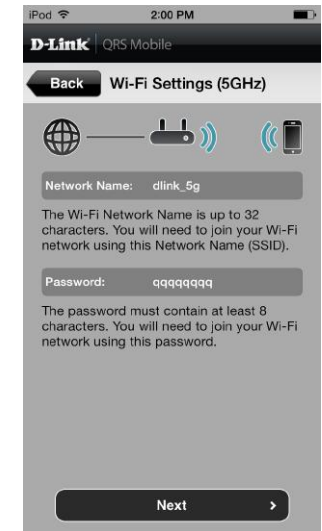 iPod 2:00 PM
D-Link QRS Mobile
Back Wi-Fi Settings (5GHz)
Network Name: dlink_5g
The Wi-Fi Network Name is up to 32
characters. You will need to join your Wi-Fi
network using this Network Name (SSID).
Password: qqqqqqqq
The password must contain at least 8
characters. You will need to join your Wi-Fi
network using this password.
Next